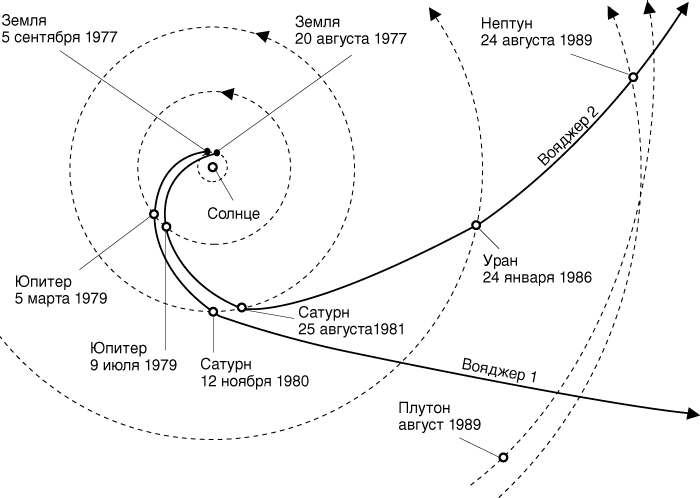 Земля
5 сентября 1977
Земля
20 августа 1977
Нептун
24 августа 1989
Вояджер 2
Солнце
Уран
24 января 1986
Юпитер
5 марта 1979
Сатурн
25 августа1981
Юпитер
9 июля 1979
Сатурн
12 ноября 1980
Вояджер 1
Плутон
август 1989